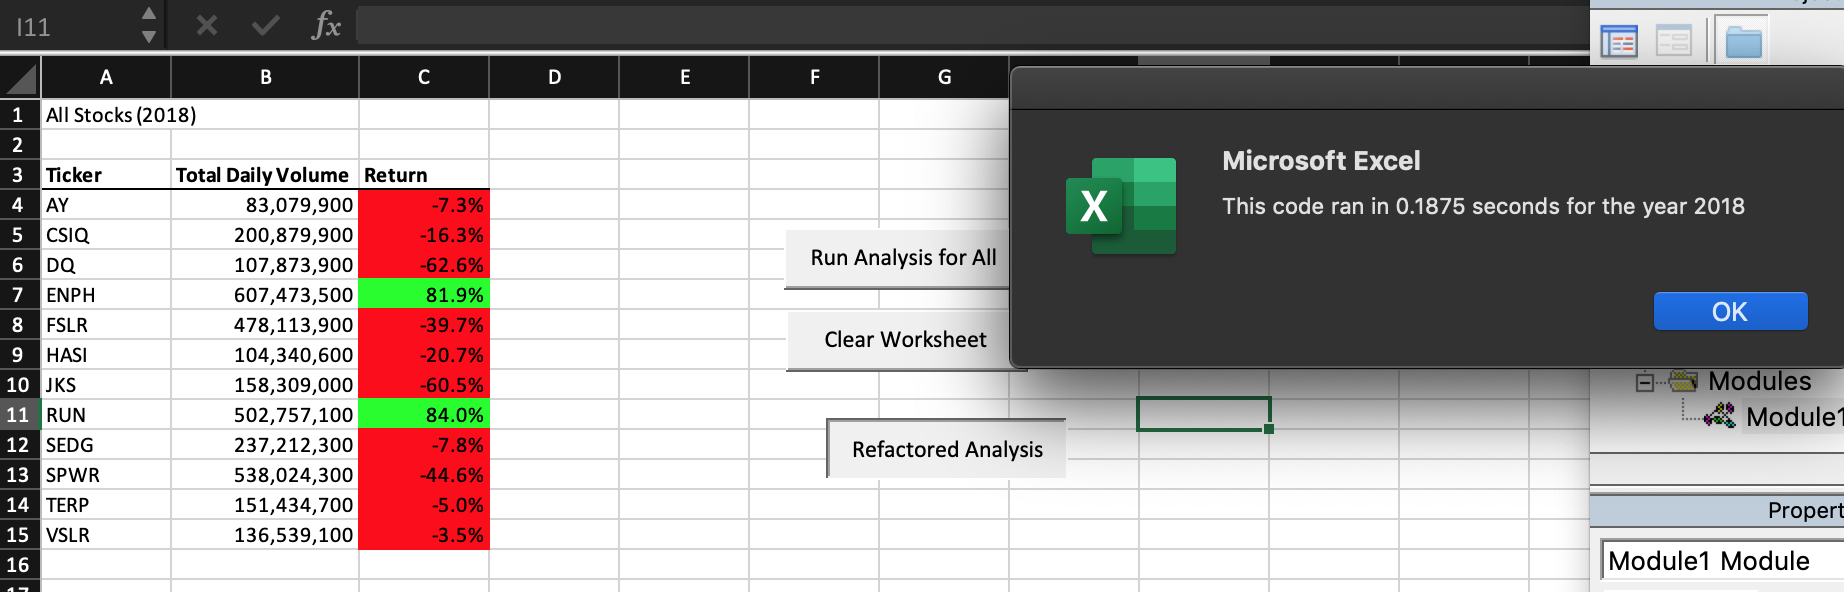 I11
fx
A B C D E F G
1 All Stocks (2018)
2
3 Ticker Total Daily Volume Return
4 AY 83,079,900 -7.3%
5 CSIQ 200,879,900 -16.3%
6 DQ 107,873,900 -62.6%
7 ENPH 607,473,500 81.9%
8 FSLR 478,113,900 -39.7%
9 HASI 104,340,600 -20.7%
10 JKS 158,309,000 -60.5%
11 RUN 502,757,100 84.0%
12 SEDG 237,212,300 -7.8%
13 SPWR 538,024,300 -44.6%
14 TERP 151,434,700 -5.0%
15 VSLR 136,539,100 -3.5%
16
Run Analysis for All
Clear Worksheet
Refactored Analysis
X
Microsoft Excel
This code ran in 0.1875 seconds for the year 2018
OK
Modules
Module1
Propert
Module1 Module